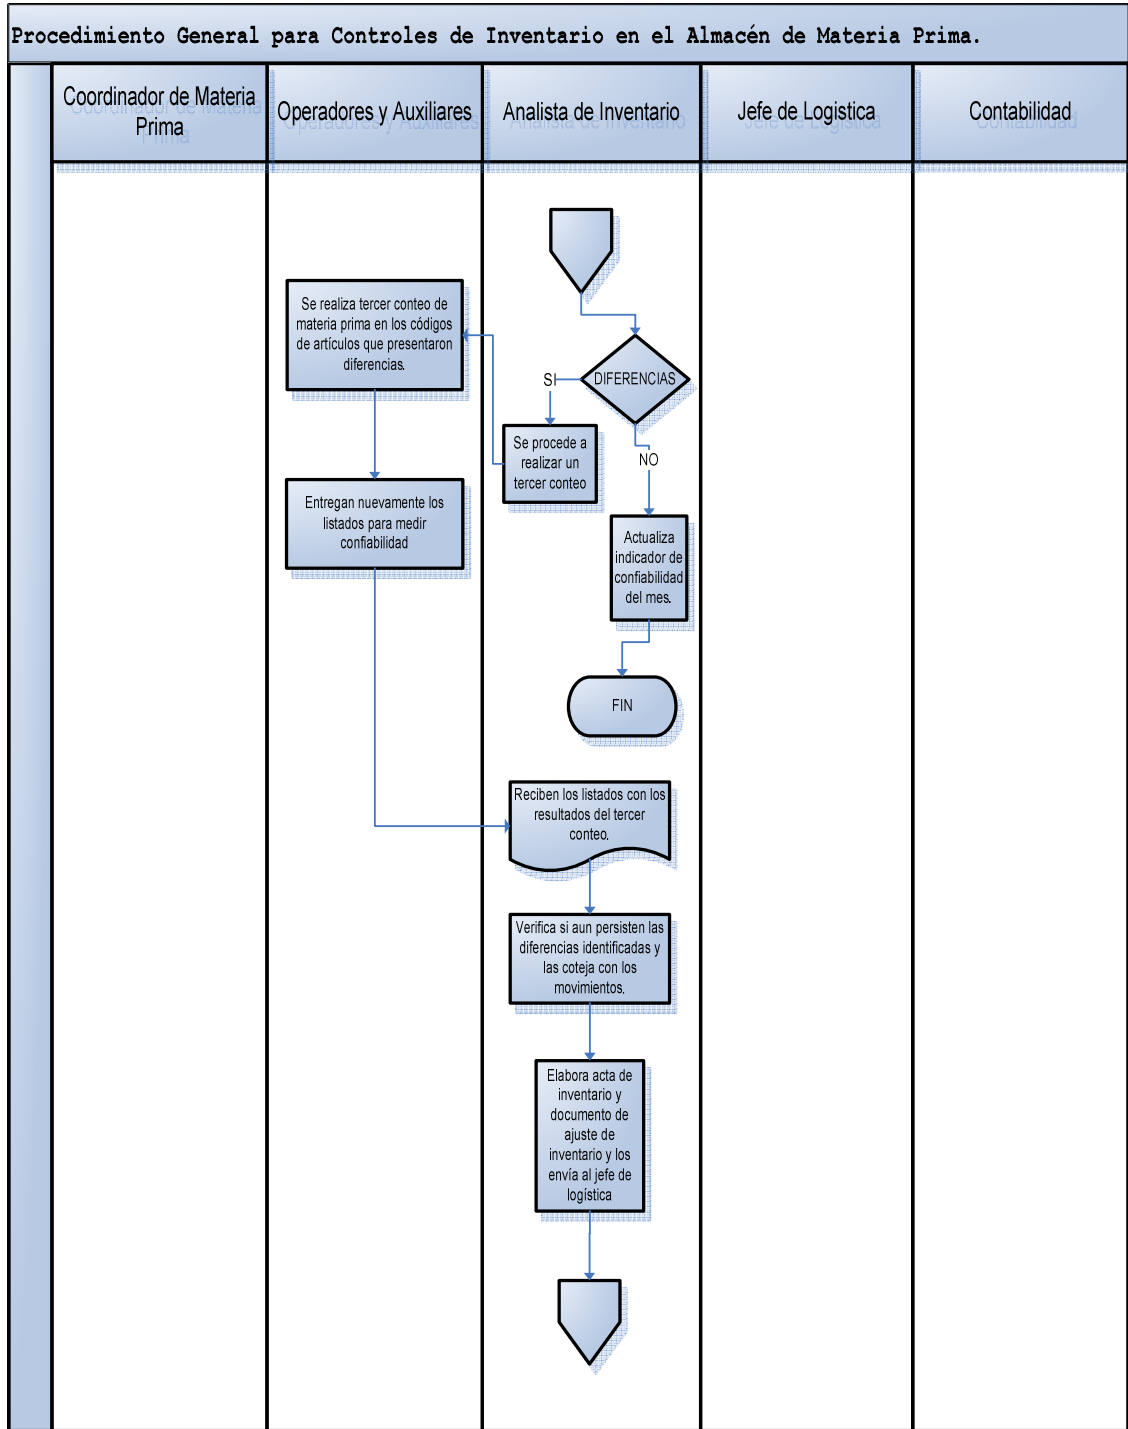 Procedimiento General para Controles de Inventario en el Almacén de Materia Prima.
Coordinador de Materia
Prima
Operadores y Auxiliares
Analista de Inventario
Jefe de Logistica
Contabilidad
Se realiza tercer conteo de
materia prima en los códigos
de artículos que presentaron
diferencias.
DIFERENCIAS
SI
Se procede a
realizar un
tercer conteo
NO
Entregan nuevamente los
listados para medir
confiabilidad
Actualiza
indicador de
confiabilidad
del mes.
FIN
Reciben los listados con los
resultados del tercer
conteo.
Verifica si aun persisten las
diferencias identificadas y
las coteja con los
movimientos.
Elabora acta de
inventario y
documento de
ajuste de
inventario y los
envía al jefe de
logística